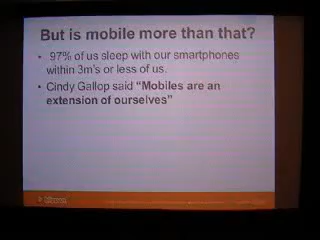 But is mobile more than that?
• 97% of us sleep with our smartphones
within 3m's or less of us.
• Cindy Gallop said “Mobiles are an
extension of ourselves”